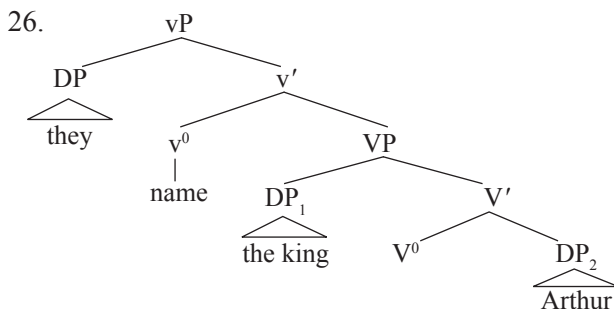 26.
vP
DP
v′
they
v⁰
VP
name
DP₁
V′
the king
V⁰
DP₂
Arthur